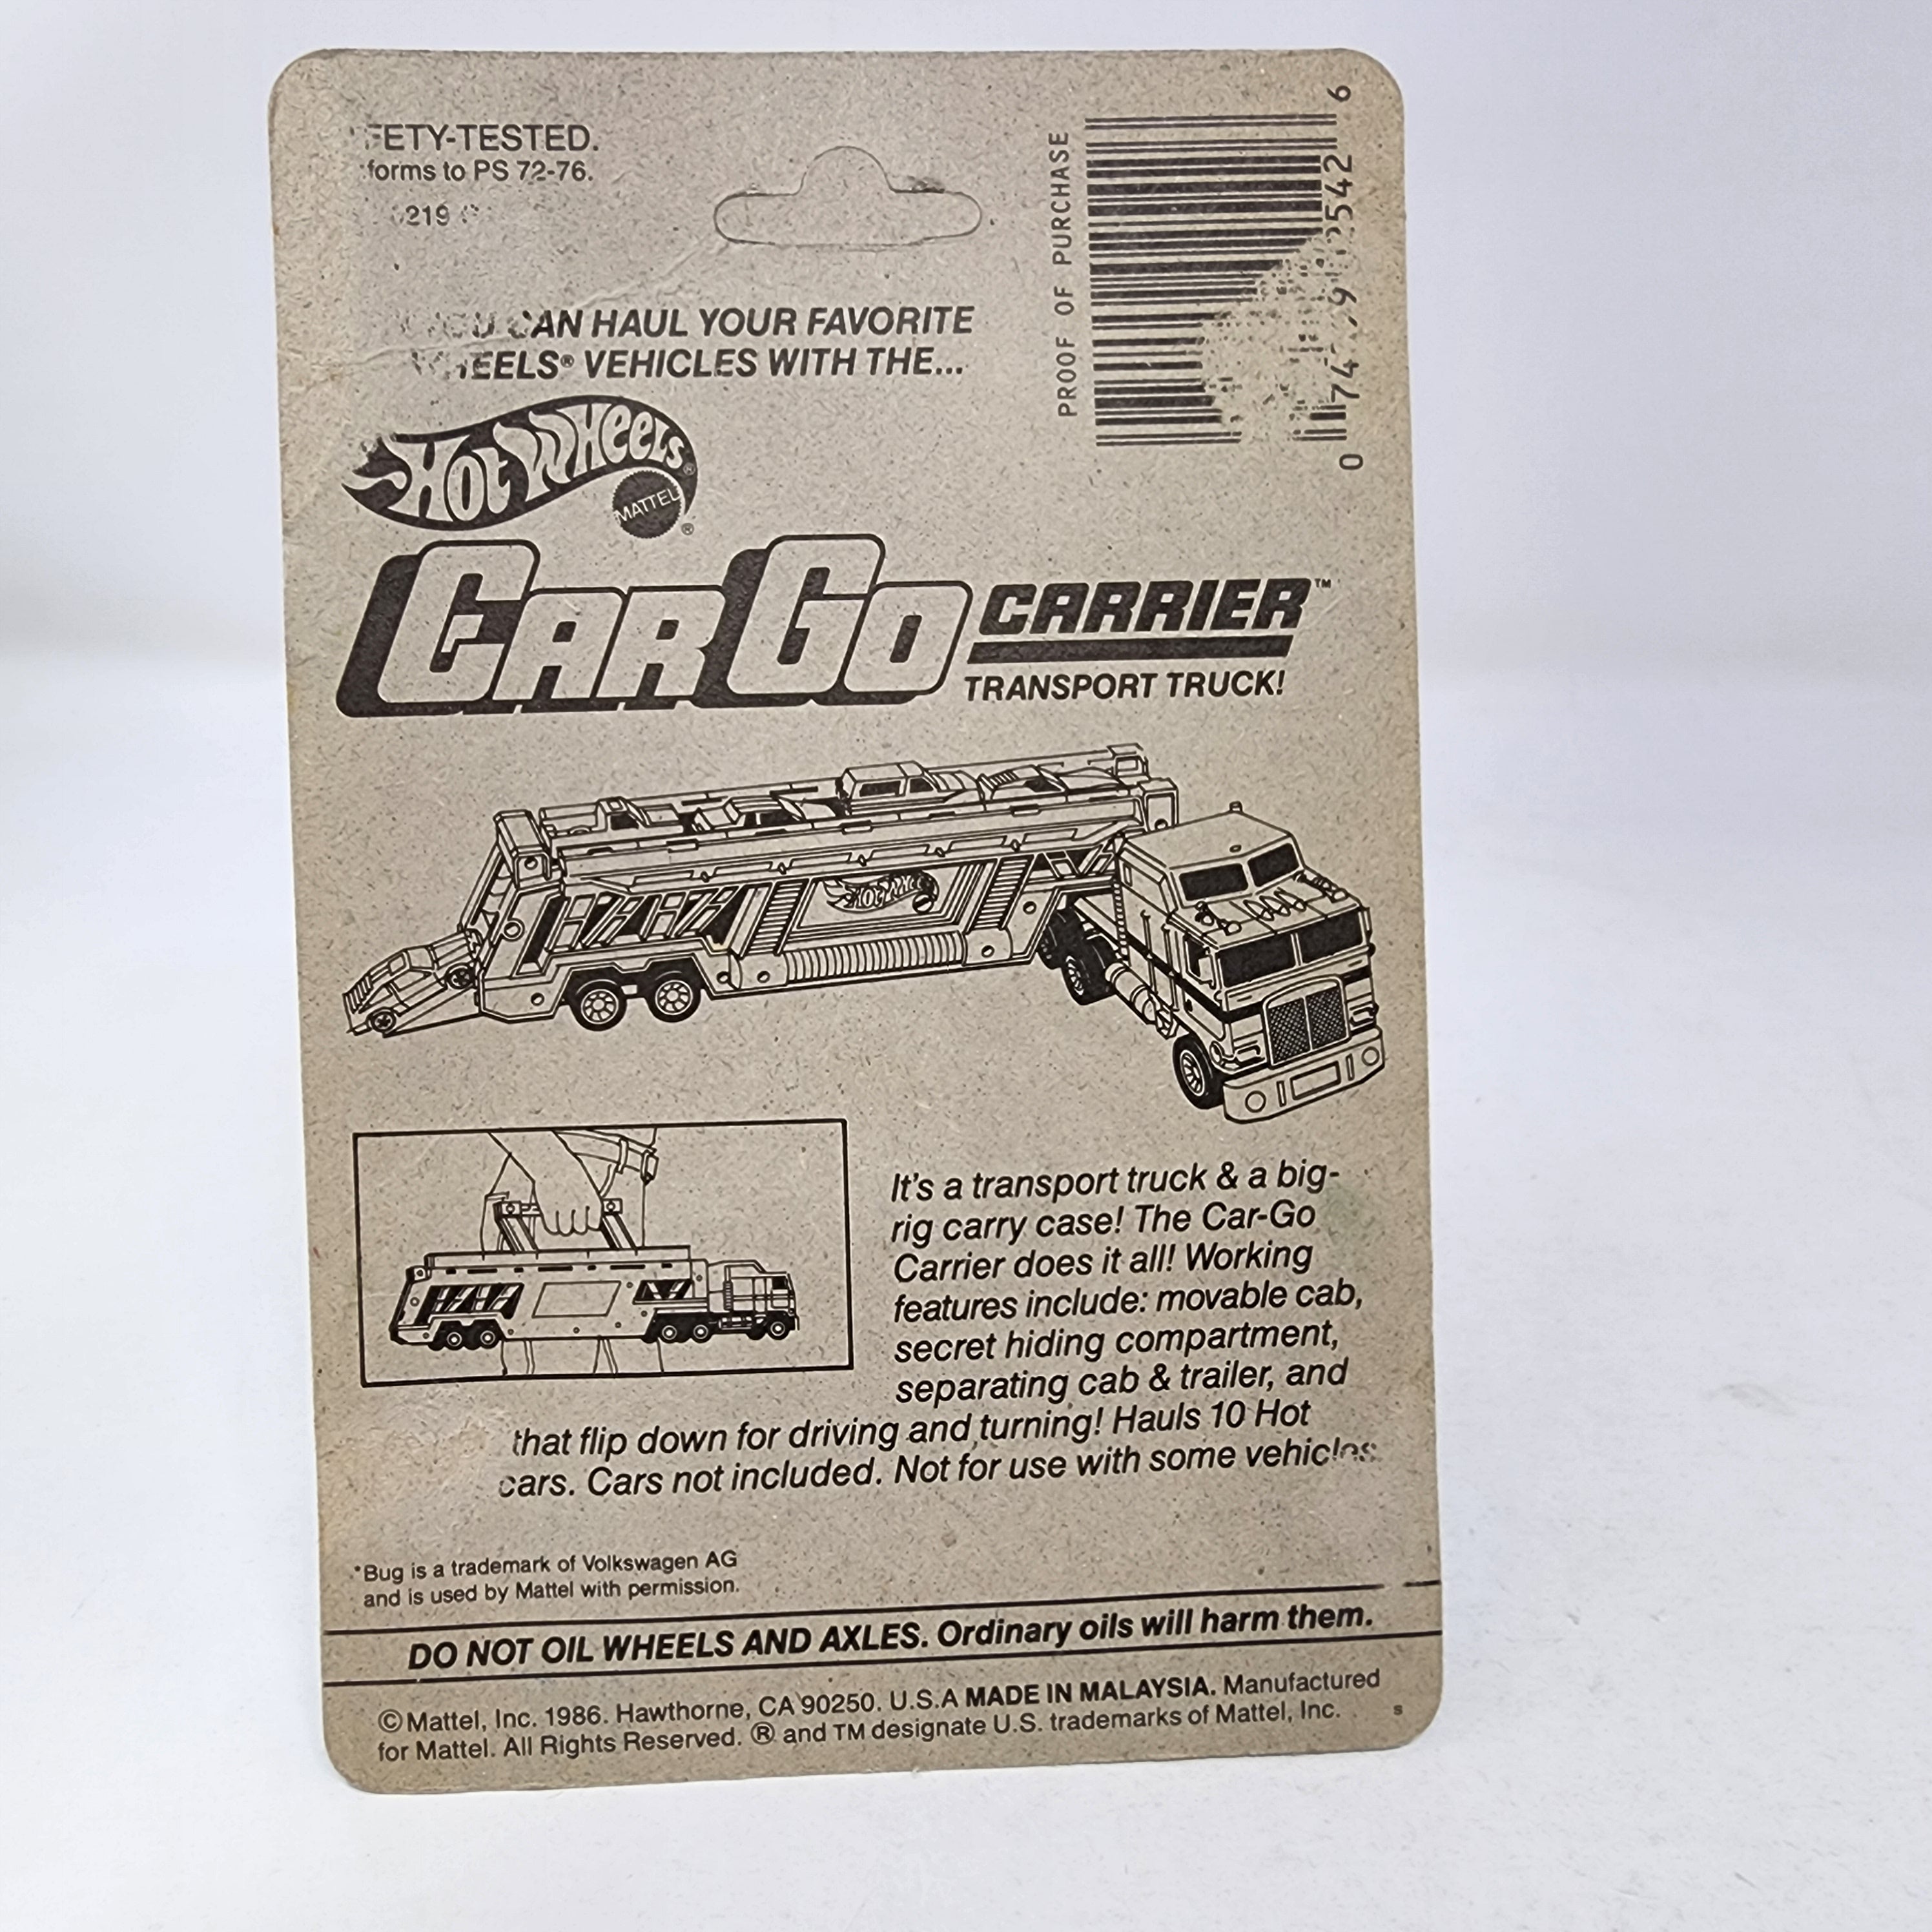 FETY-TESTED.
forms to PS 72-76.
219
PROOF OF PURCHASE
6
CAN HAUL YOUR FAVORITE
VEHICLES WITH THE...
HOT WHEELS®
MATTEL®
CARGO CARRIER™
TRANSPORT TRUCK!
HOT WHEELS
It's a transport truck & a big-
rig carry case! The Car-Go
Carrier does it all! Working
features include: movable cab,
secret hiding compartment,
separating cab & trailer, and
that flip down for driving and turning! Hauls 10 Hot
cars. Cars not included. Not for use with some vehicles
*Bug is a trademark of Volkswagen AG
and is used by Mattel with permission.
DO NOT OIL WHEELS AND AXLES. Ordinary oils will harm them.
©Mattel, Inc. 1986. Hawthorne, CA 90250. U.S.A MADE IN MALAYSIA. Manufactured
for Mattel. All Rights Reserved. ® and TM designate U.S. trademarks of Mattel, Inc. s